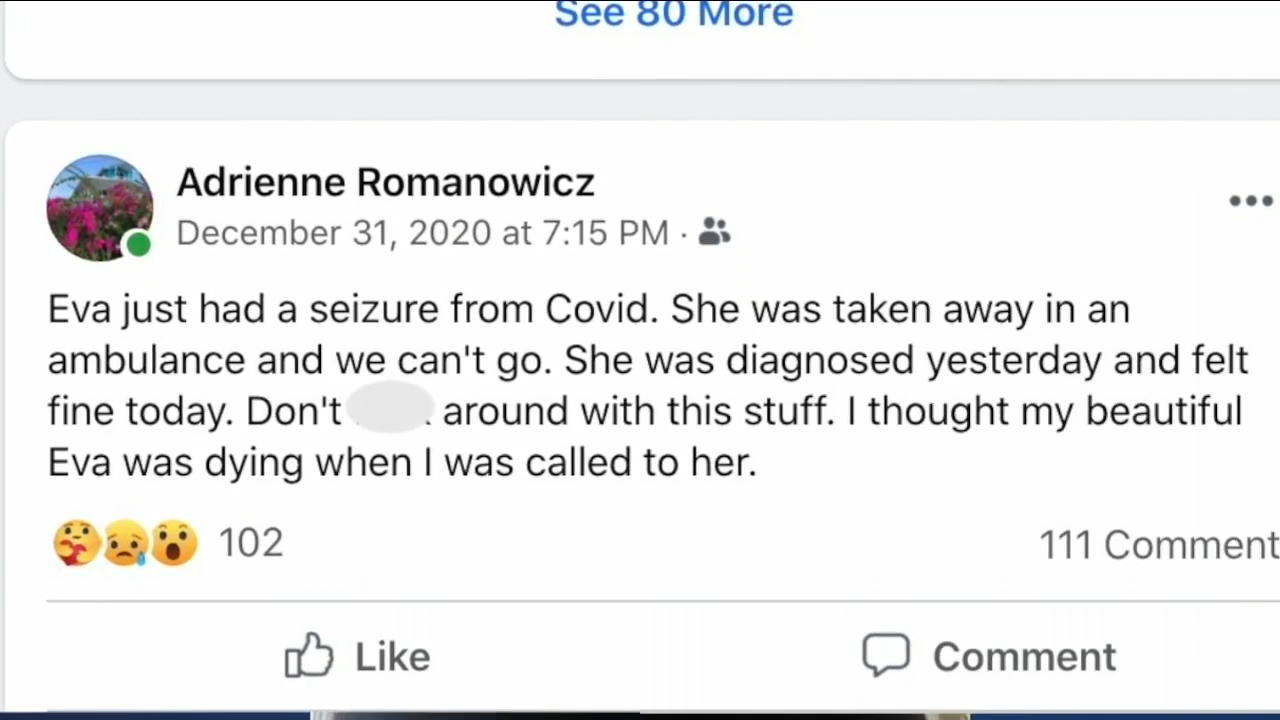 See 80 More
Adrienne Romanowicz
December 31, 2020 at 7:15 PM ·
Eva just had a seizure from Covid. She was taken away in an
ambulance and we can't go. She was diagnosed yesterday and felt
fine today. Don't around with this stuff. I thought my beautiful
Eva was dying when I was called to her.
102
111 Comment
Like
Comment